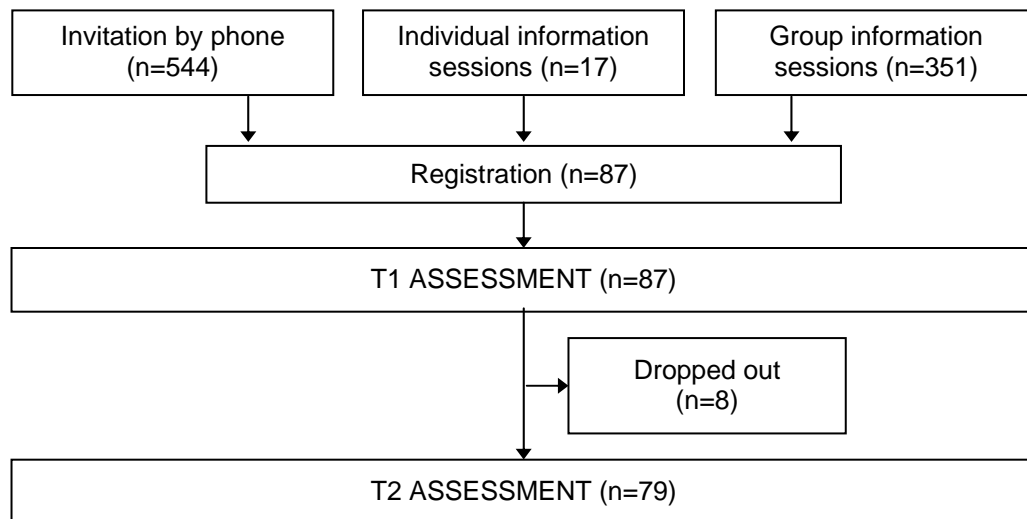 Invitation by phone
(n=544)
Individual information
sessions (n=17)
Group information
sessions (n=351)
Registration (n=87)
T1 ASSESSMENT (n=87)
Dropped out
(n=8)
T2 ASSESSMENT (n=79)